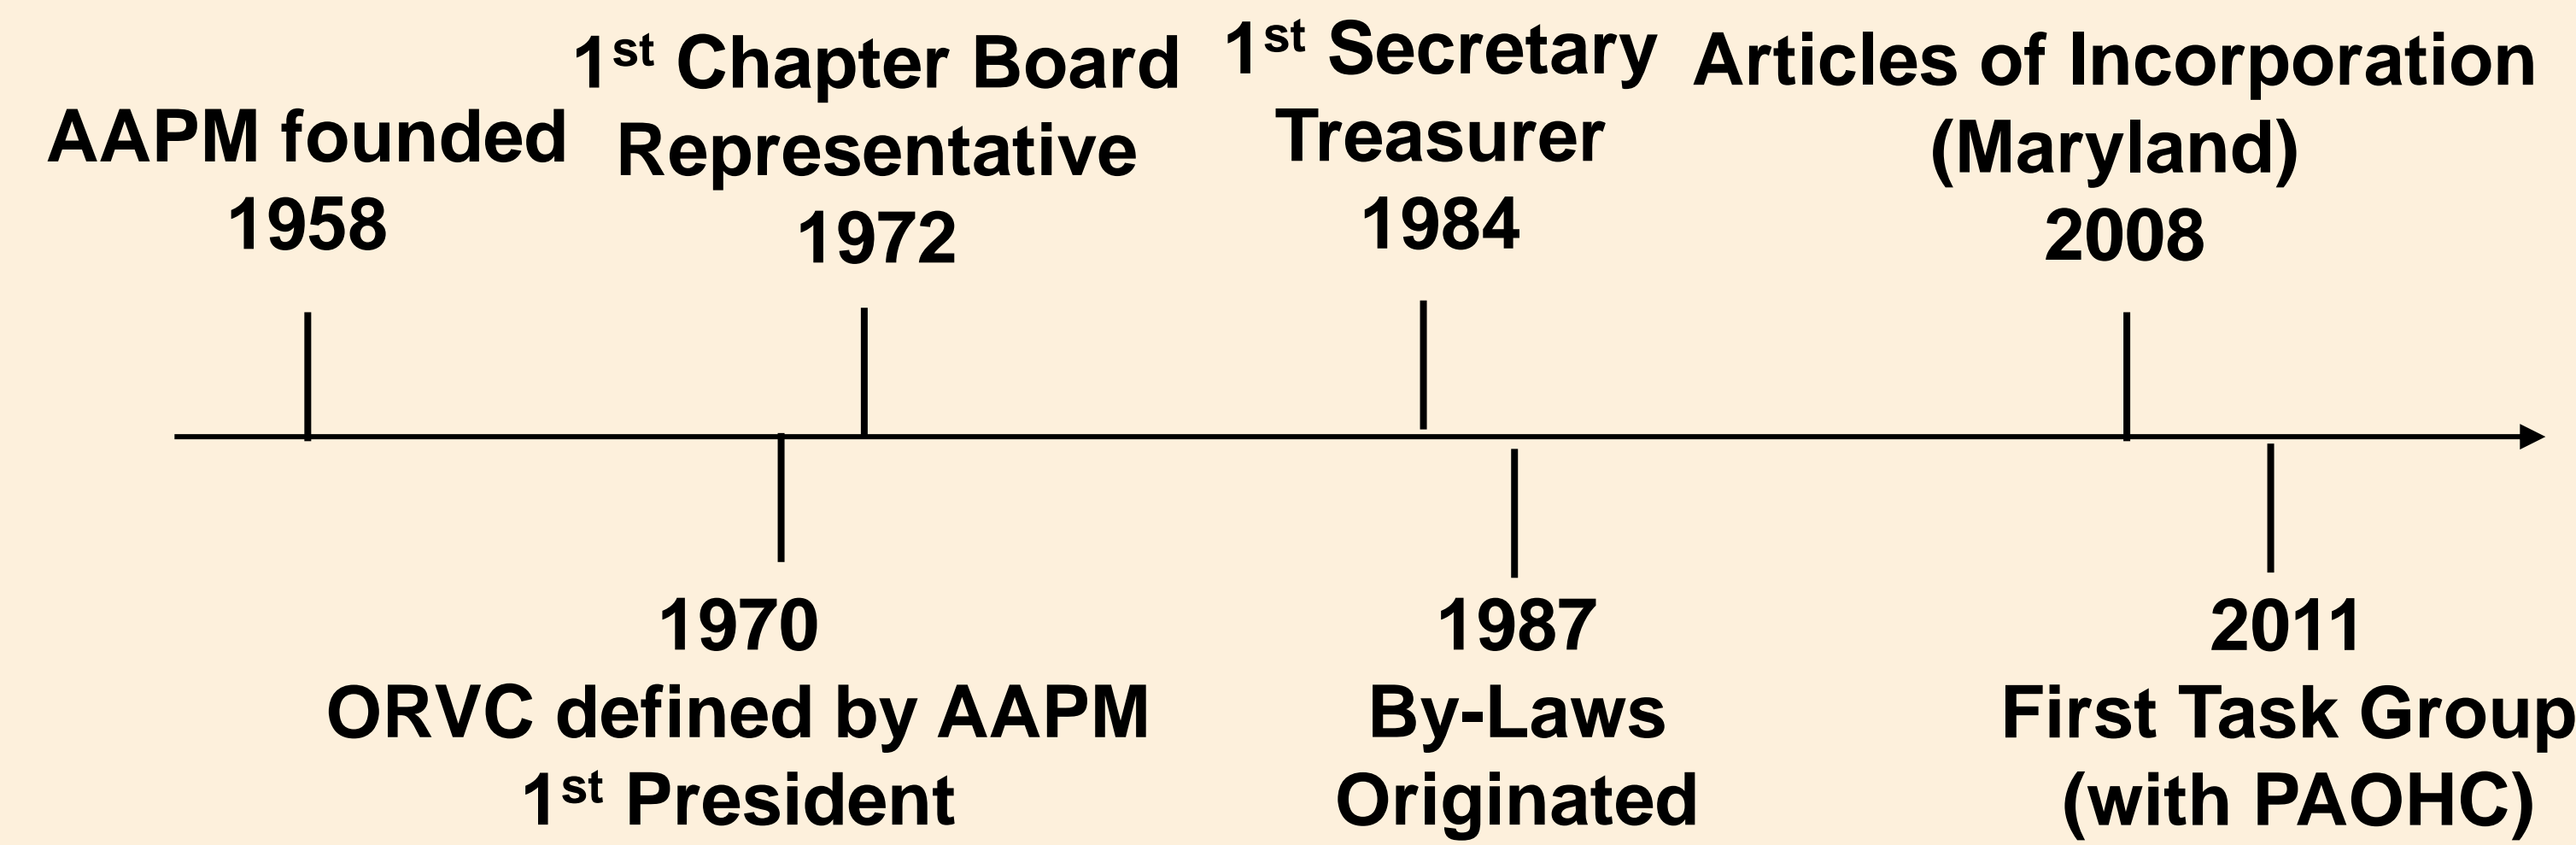 AAPM founded
1958
1st Chapter Board
Representative
1972
1st Secretary
Treasurer
1984
Articles of Incorporation
(Maryland)
2008
1970
ORVC defined by AAPM
1st President
1987
By-Laws
Originated
2011
First Task Group
(with PAOHC)